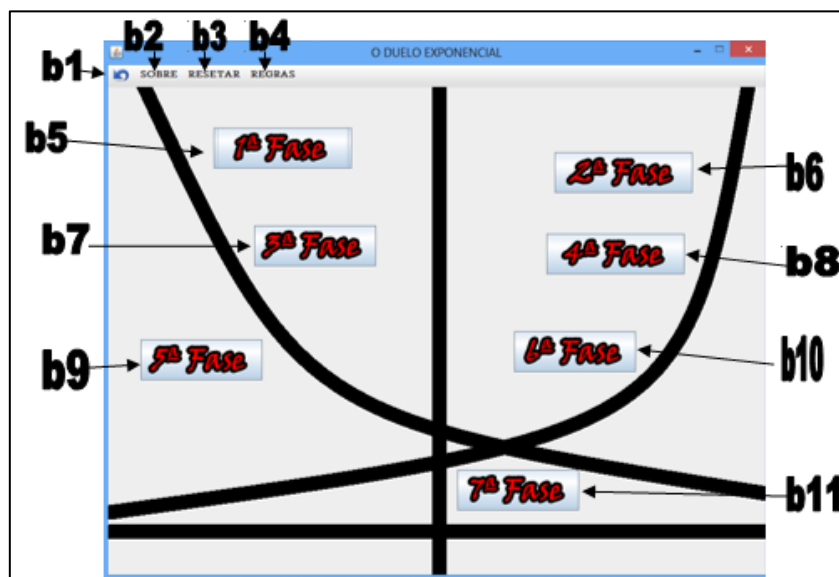 b2 b3 b4
O DUELO EXPONENCIAL
b1
SOBRE RESETAR REGRAS
b5
1ª Fase
2ª Fase
b6
b7
3ª Fase
4ª Fase
b8
b9
5ª Fase
6ª Fase
b10
7ª Fase
b11